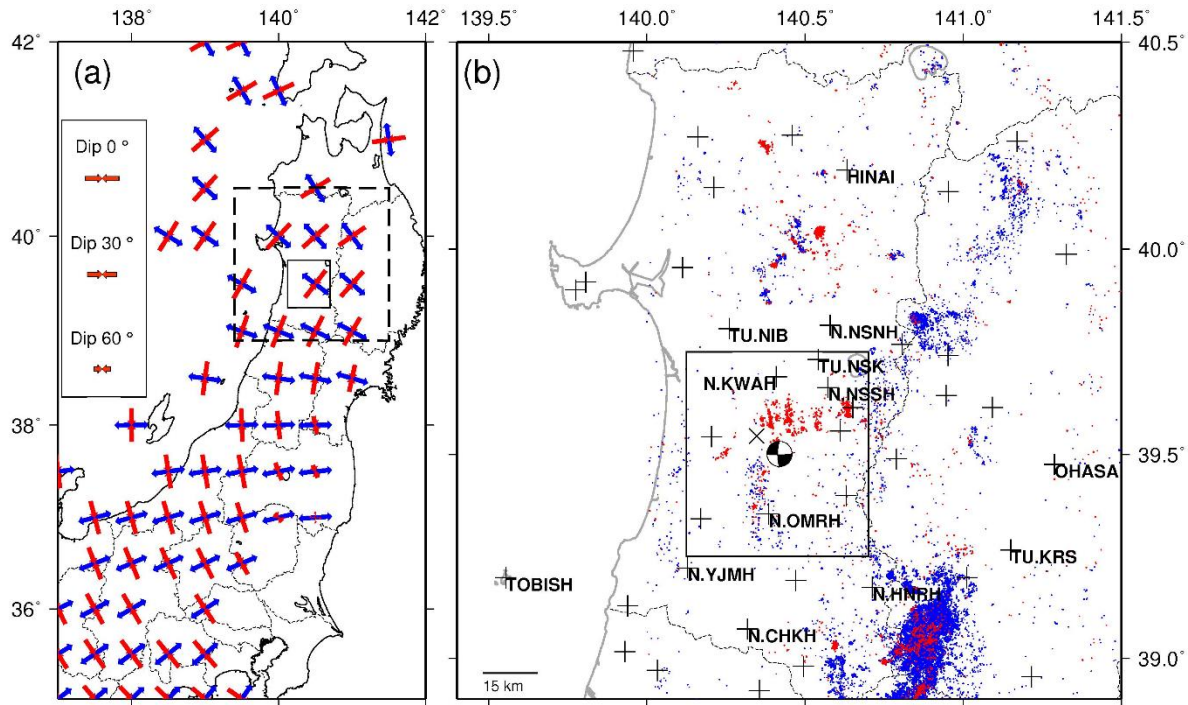 138° 140° 142°
139.5° 140.0° 140.5° 141.0° 141.5°
42°
40°
38°
36°
(a)
Dip 0 °
Dip 30 °
Dip 60 °
(b)
40.5°
40.0°
39.5°
39.0°
HINAI
TU.NIB
N.NSNH
TU.NSK
N.KWAH
N.NSSH
OHASA
N.OMRH
TU.KRS
N.YJMH
TOBISH
N.HNRH
N.CHKH
15 km